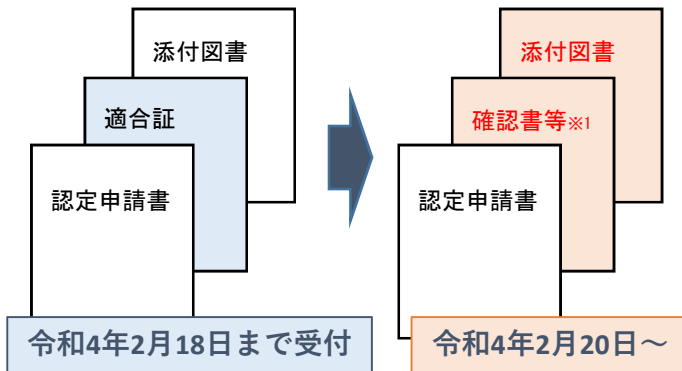 添付図書
適合証
認定申請書
令和4年2月18日まで受付
添付図書
確認書等※1
認定申請書
令和4年2月20日～